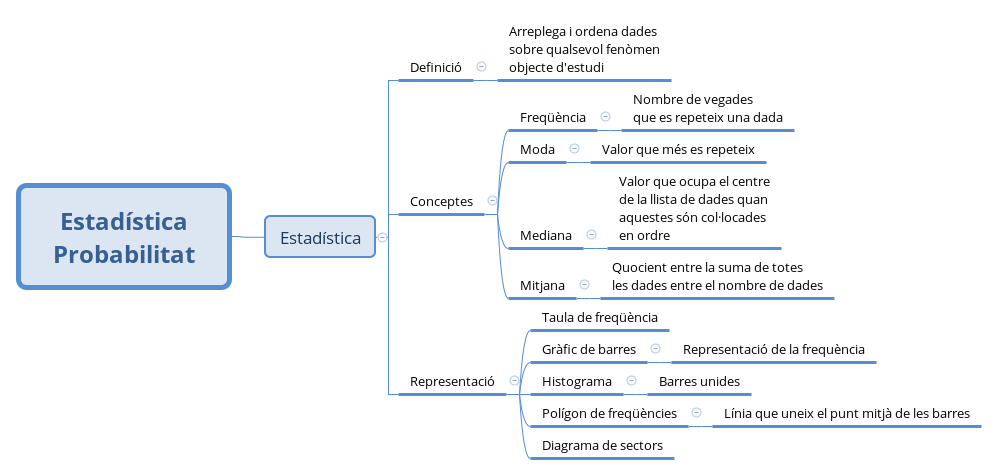 Estadística
Probabilitat
Estadística
Definició
Arreplega i ordena dades
sobre qualsevol fenòmen
objecte d'estudi
Conceptes
Freqüència
Nombre de vegades
que es repeteix una dada
Moda
Valor que més es repeteix
Mediana
Valor que ocupa el centre
de la llista de dades quan
aquestes són col·locades
en ordre
Mitjana
Quocient entre la suma de totes
les dades entre el nombre de dades
Representació
Taula de freqüència
Gràfic de barres
Representació de la frequència
Histograma
Barres unides
Polígon de freqüències
Línia que uneix el punt mitjà de les barres
Diagrama de sectors